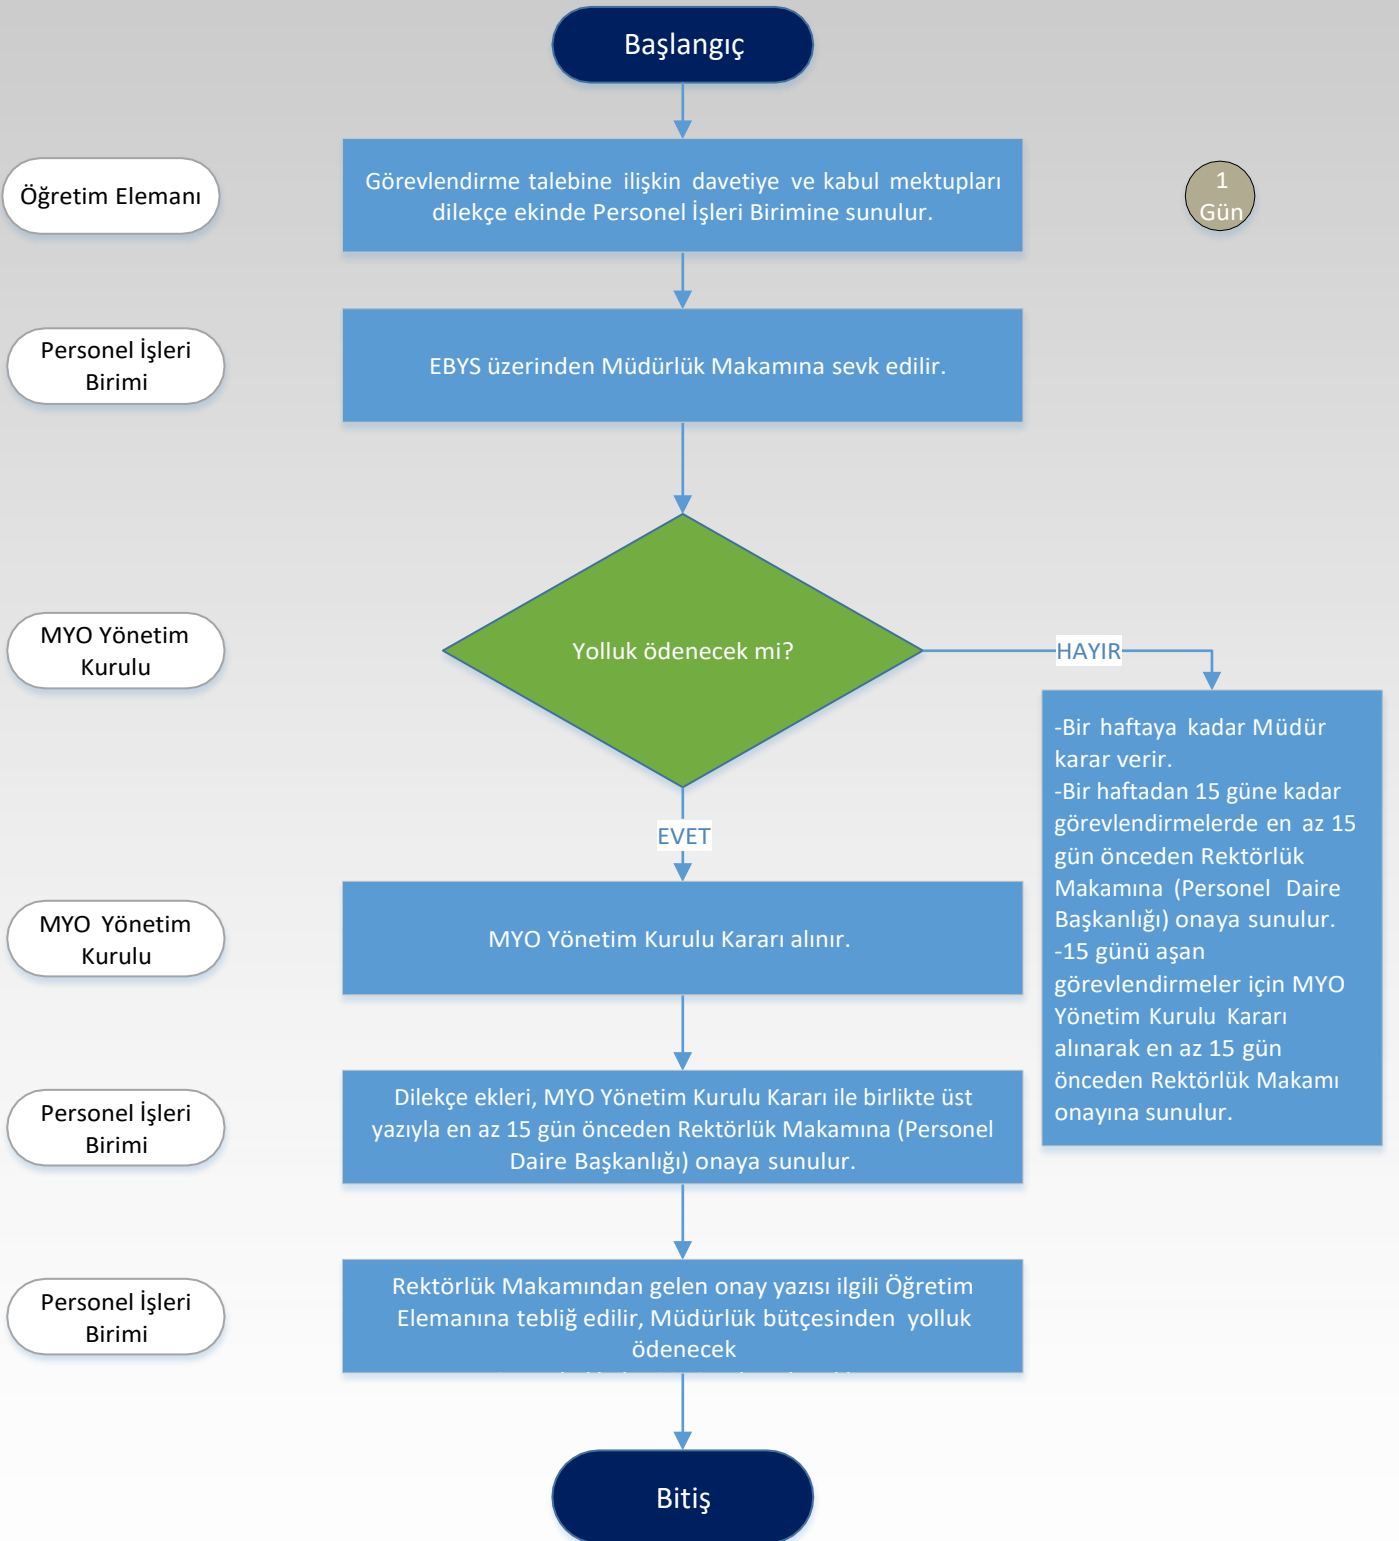 Başlangıç
Öğretim Elemanı
Görevlendirme talebine ilişkin davetiye ve kabul mektupları
dilekçe ekinde Personel İşleri Birimine sunulur.
1
Gün
Personel İşleri
Birimi
EBYS üzerinden Müdürlük Makamına sevk edilir.
MYO Yönetim
Kurulu
Yolluk ödenecek mi?
HAYIR
-Bir haftaya kadar Müdür
karar verir.
-Bir haftadan 15 güne kadar
görevlendirmelerde en az 15
gün önceden Rektörlük
Makamına (Personel Daire
Başkanlığı) onaya sunulur.
-15 günü aşan
görevlendirmeler için MYO
Yönetim Kurulu Kararı
alınarak en az 15 gün
önceden Rektörlük Makamı
onayına sunulur.
EVET
MYO Yönetim
Kurulu
MYO Yönetim Kurulu Kararı alınır.
Personel İşleri
Birimi
Dilekçe ekleri, MYO Yönetim Kurulu Kararı ile birlikte üst
yazıyla en az 15 gün önceden Rektörlük Makamına (Personel
Daire Başkanlığı) onaya sunulur.
Personel İşleri
Birimi
Rektörlük Makamından gelen onay yazısı ilgili Öğretim
Elemanına tebliğ edilir, Müdürlük bütçesinden yolluk
ödenecek
Bitiş